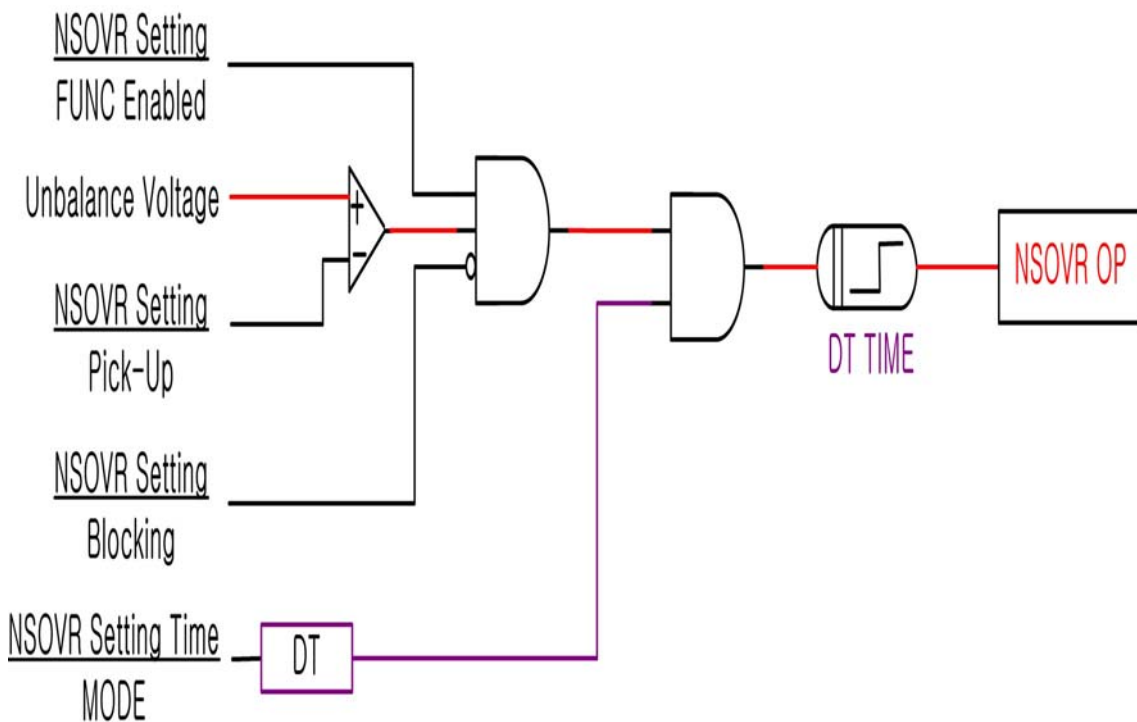 NSOVR Setting
FUNC Enabled
Unbalance Voltage
+
-
NSOVR Setting
Pick-Up
NSOVR Setting
Blocking
NSOVR Setting Time
MODE
DT
DT TIME
NSOVR OP